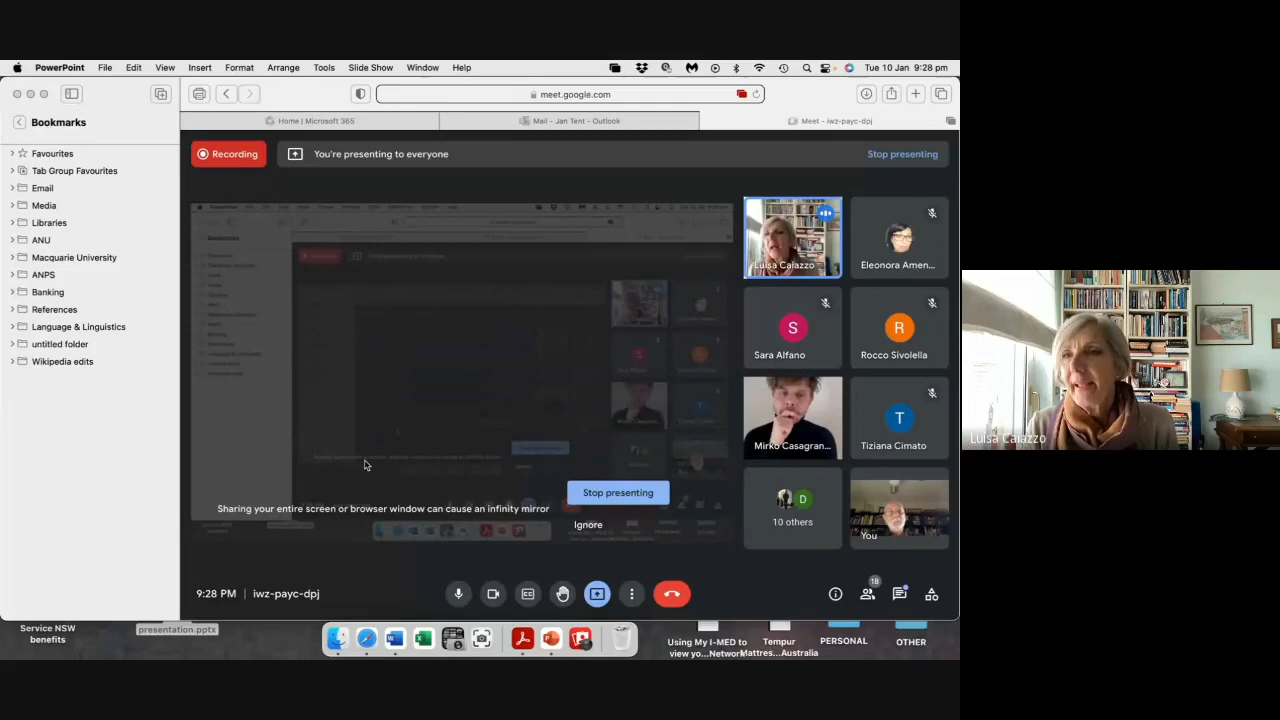 PowerPoint File Edit View Insert Format Arrange Tools Slide Show Window Help Tue 10 Jan 9:28 pm
meet.google.com
Bookmarks
Home | Microsoft 365
Mail - Jan Tent - Outlook
Meet - iwz-payc-dpj
Favourites
Tab Group Favourites
Email
Media
Libraries
ANU
Macquarie University
ANPS
Banking
References
Language & Linguistics
untitled folder
Wikipedia edits
Recording
You're presenting to everyone
Stop presenting
Luisa Caiazzo
Eleonora Amen...
S
Sara Alfano
R
Rocco Sivolella
Mirko Casagran...
T
Tiziana Cimato
D
10 others
You
Stop presenting
Sharing your entire screen or browser window can cause an infinity mirror
Ignore
9:28 PM | iwz-payc-dpj
18
Service NSW
benefits
presentation.pptx
Using My I-MED to
view yo...Network
Tempur
Mattres...Australia
PERSONAL
OTHER
Luisa Caiazzo